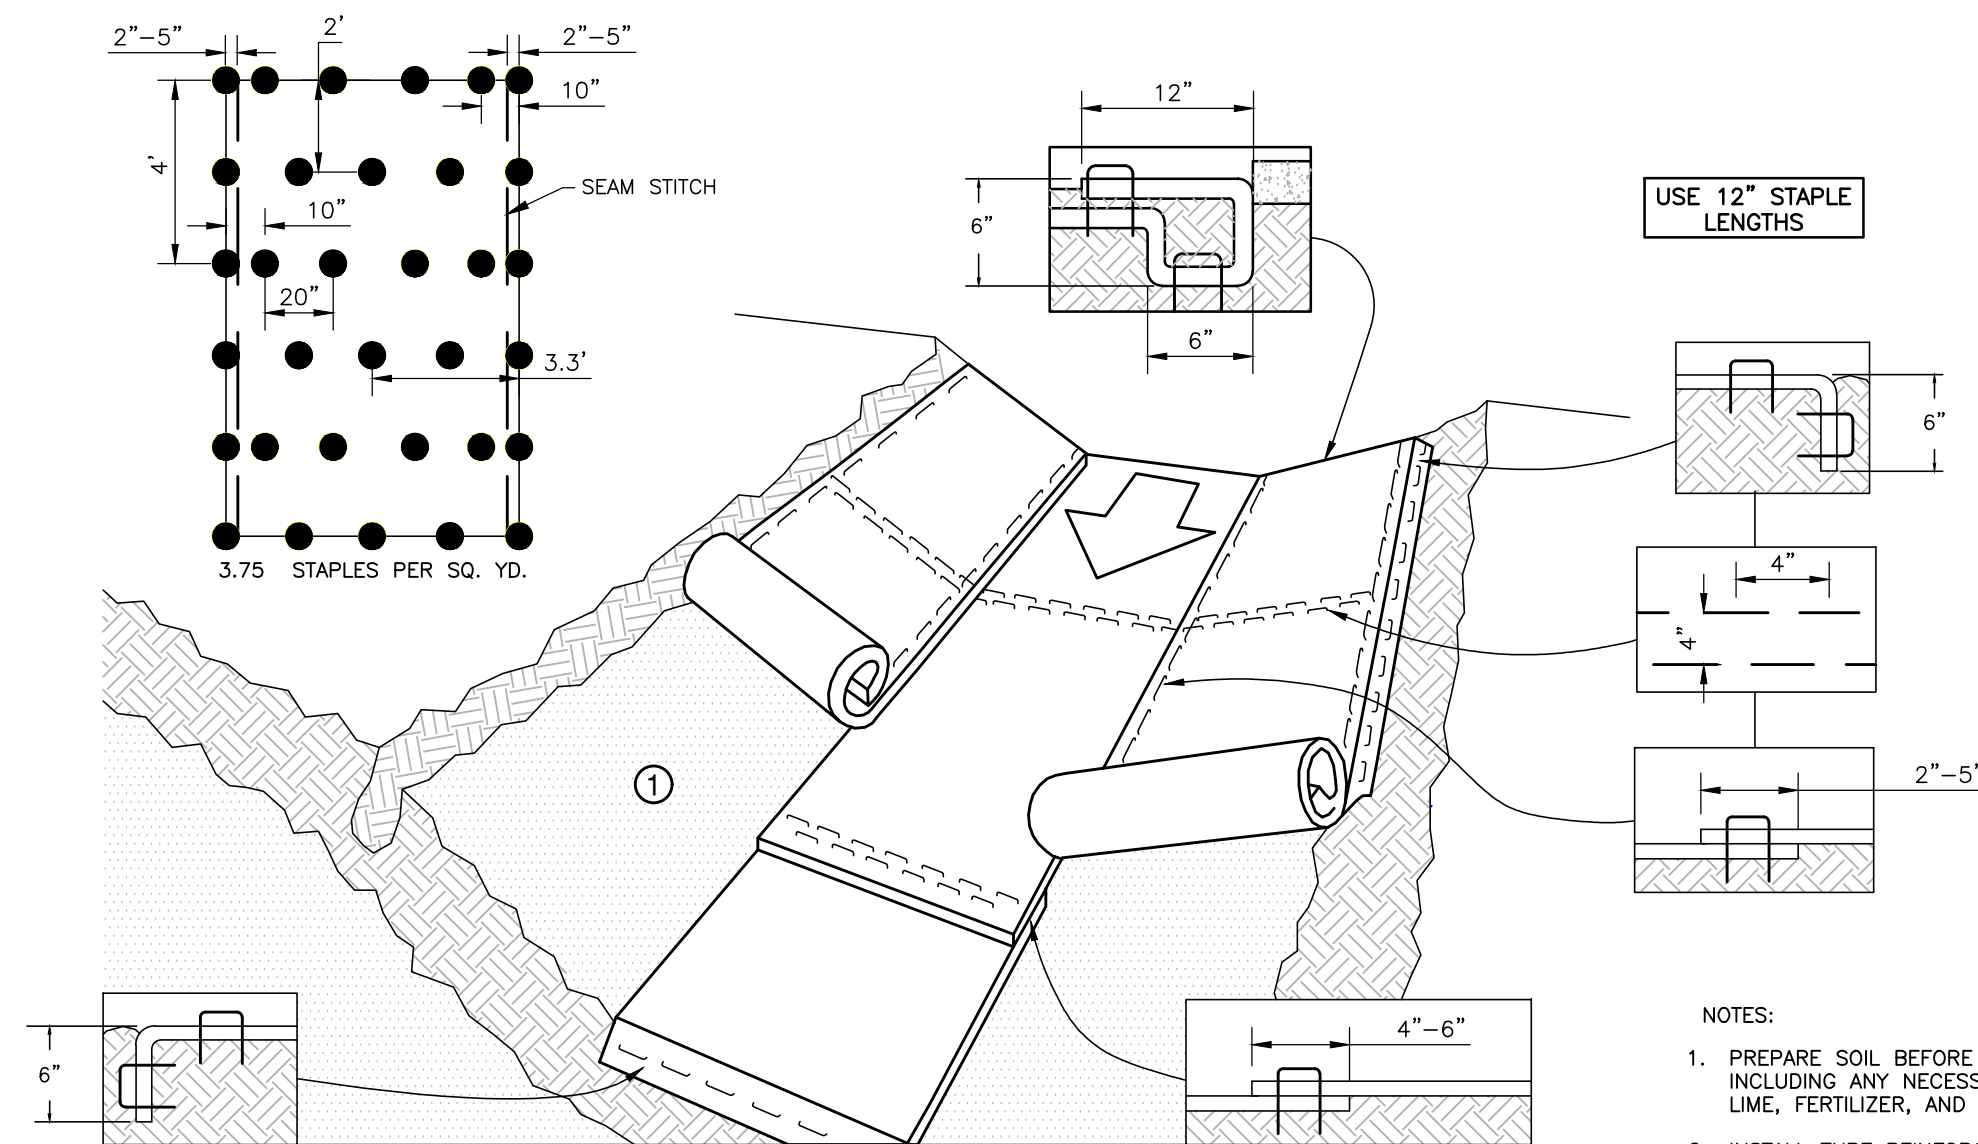 2'
2"-5"
2"-5"
10"
4'
SEAM STITCH
10"
20"
3.3'
3.75 STAPLES PER SQ. YD.
12"
6"
6"
USE 12" STAPLE
LENGTHS
6"
4"
4"
2"-5"
1
6"
4"-6"
NOTES:
1. PREPARE SOIL BEFORE
INCLUDING ANY
LIME, FERTILIZER, AND